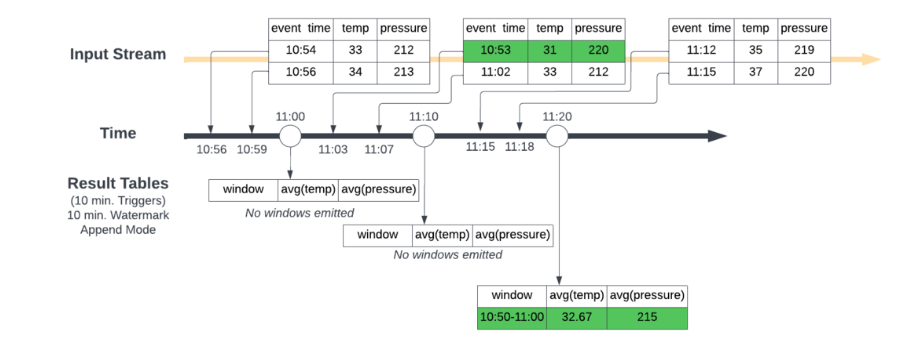 event time temp pressure
10:54 33 212
10:56 34 213
event time temp pressure
10:53 31 220
11:02 33 212
event time temp pressure
11:12 35 219
11:15 37 220
Input Stream
Time
11:00
11:10
11:20
10:56
10:59
11:03
11:07
11:15
11:18
Result Tables
(10 min. Triggers)
10 min. Watermark
Append Mode
window avg(temp) avg(pressure)
No windows emitted
window avg(temp) avg(pressure)
No windows emitted
window avg(temp) avg(pressure)
10:50-11:00 32.67 215